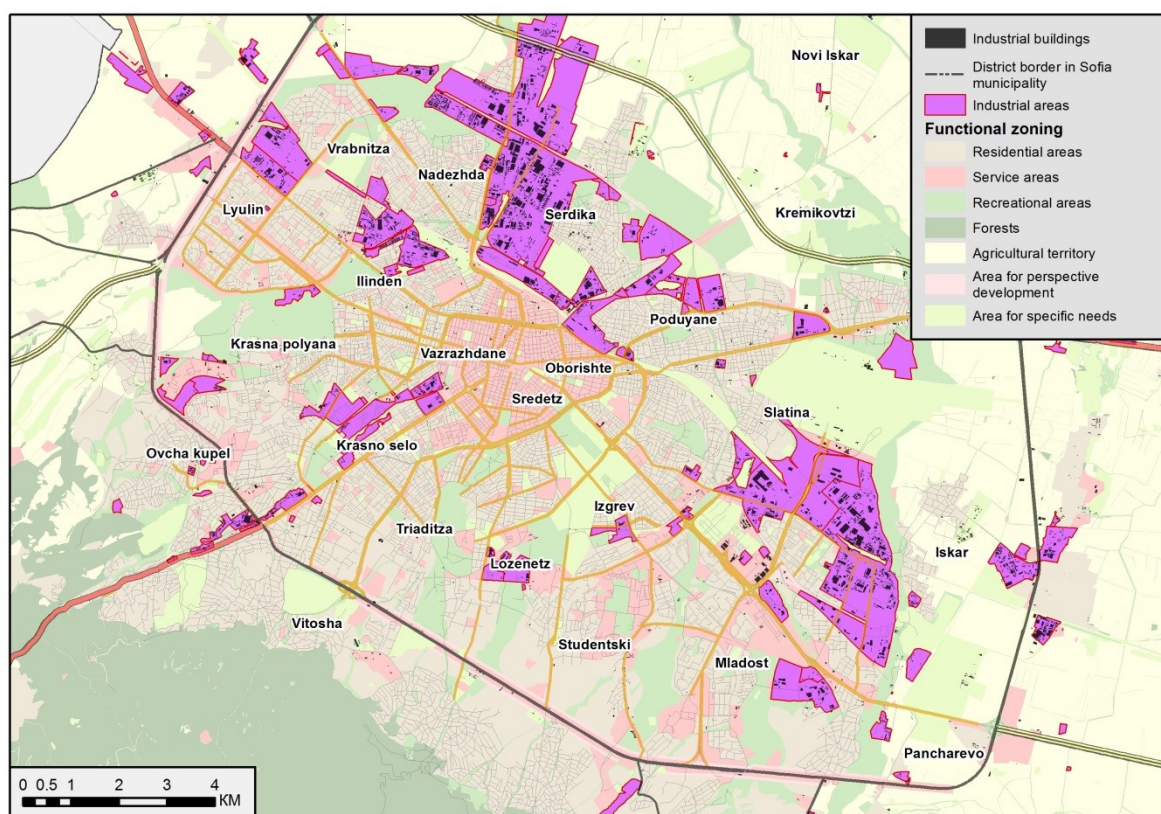 Industrial buildings
District border in Sofia
municipality
Industrial areas
Functional zoning
Residential areas
Service areas
Recreational areas
Forests
Agricultural territory
Area for perspective
development
Area for specific needs
Novi Iskar
Vrabnitza
Nadezhda
Lyulin
Serdika
Kremikovtzi
Ilinden
Poduyane
Krasna polyana
Vazrazhdane
Oborishte
Sredetz
Slatina
Krasno selo
Ovcha kupel
Izgrev
Triaditza
Iskar
Lozenetz
Vitosha
Studentski
Mladost
Pancharevo
0 0.5 1 2 3 4
КМ